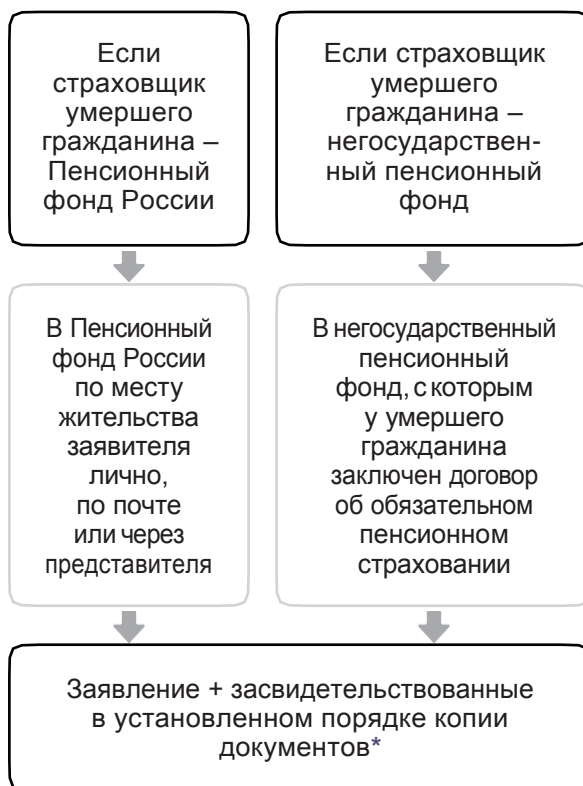 Если
страховщик
умершего
гражданина –
Пенсионный
фонд России
Если страховщик
умершего
гражданина –
негосударствен-
ный пенсионный
фонд
В Пенсионный
фонд России
по месту
жительства
заявителя
лично,
по почте
или через
представителя
В негосударственный
пенсионный
фонд, с которым
у умершего
гражданина
заключен договор
об обязательном
пенсионном
страховании
Заявление + засвидетельствованные
в установленном порядке копии
документов*